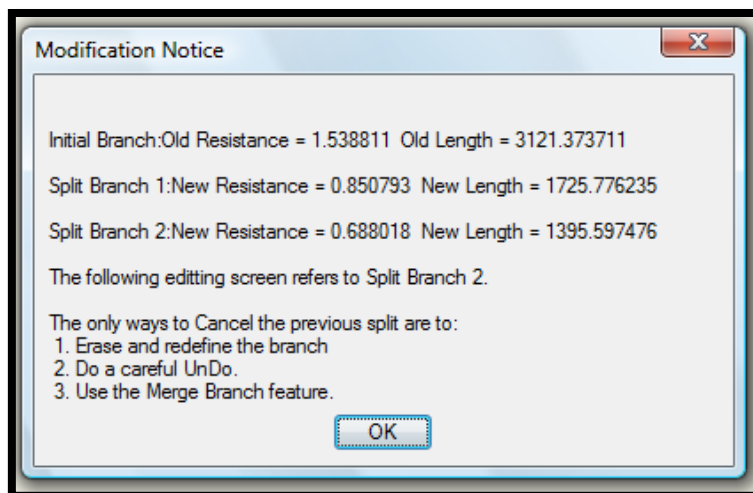 Modification Notice
Initial Branch:Old Resistance = 1.538811 Old Length = 3121.373711
Split Branch 1:New Resistance = 0.850793 New Length = 1725.776235
Split Branch 2:New Resistance = 0.688018 New Length = 1395.597476
The following editting screen refers to Split Branch 2.
The only ways to Cancel the previous split are to:
1. Erase and redefine the branch
2. Do a careful UnDo.
3. Use the Merge Branch feature.
OK